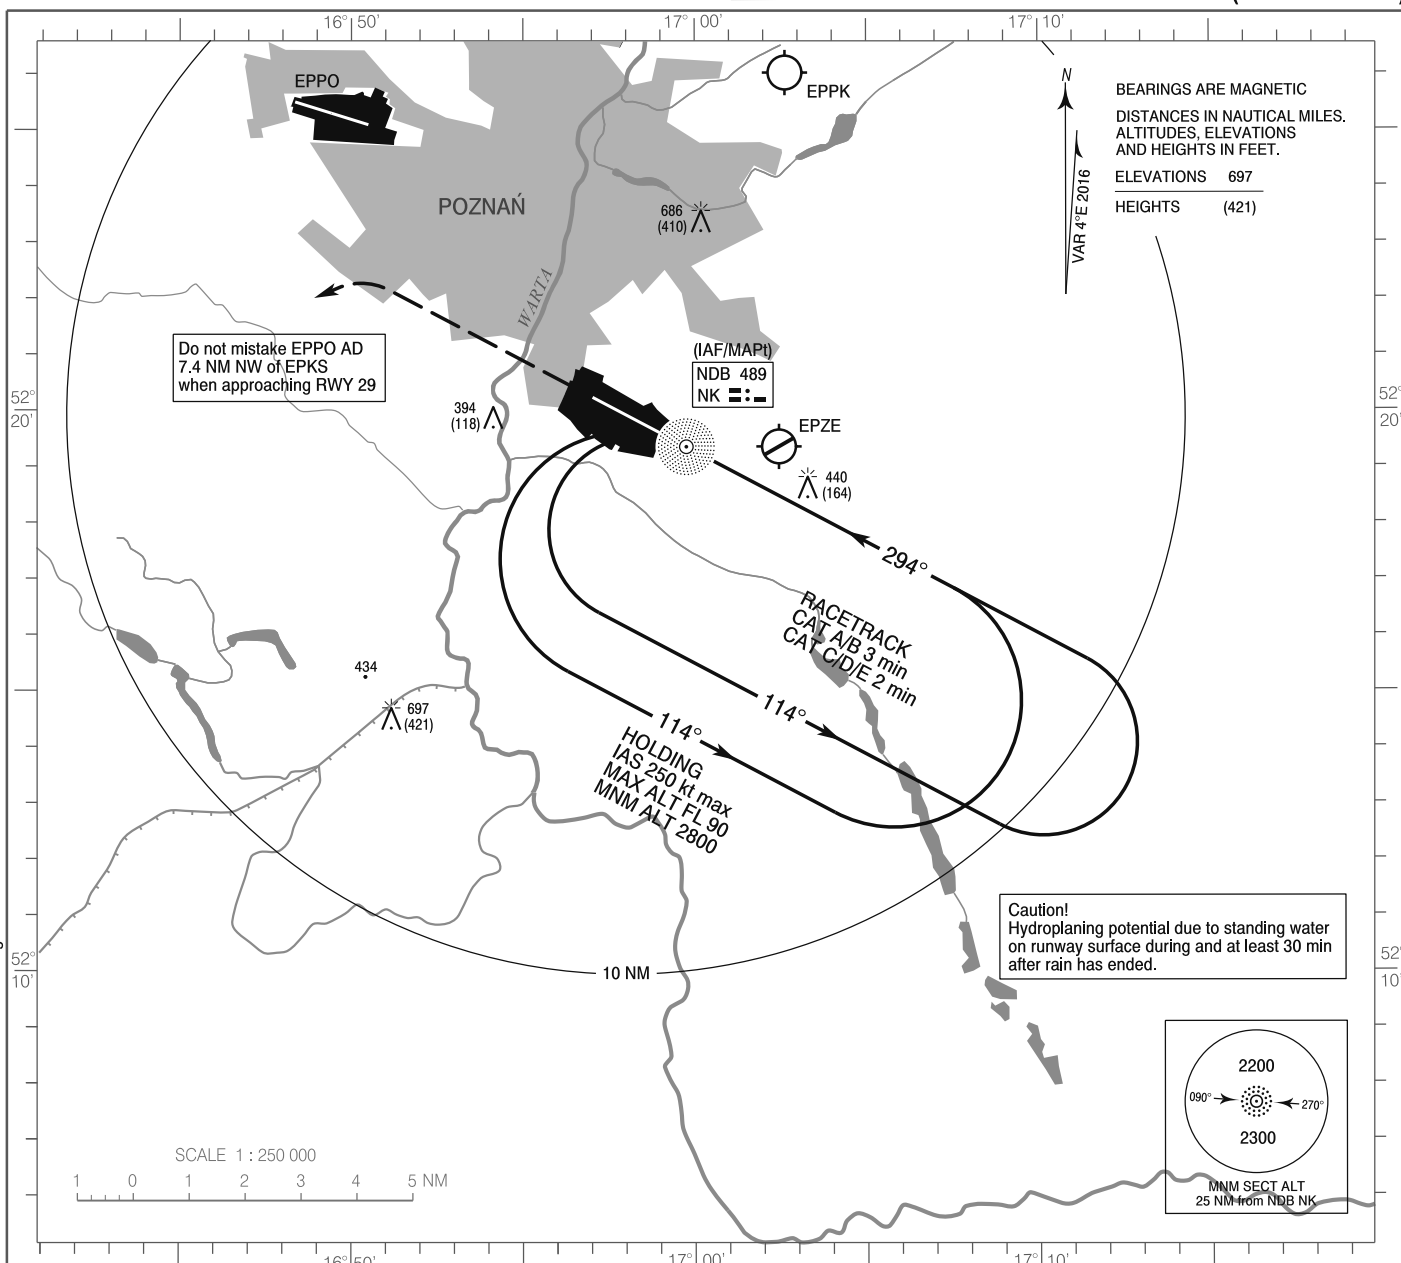 16° 50'
17° 00'
17° 10'
EPPO
EPPK
N
VAR 4°E 2016
BEARINGS ARE MAGNETIC
DISTANCES IN NAUTICAL MILES.
ALTITUDES, ELEVATIONS
AND HEIGHTS IN FEET.
ELEVATIONS 697
HEIGHTS (421)
POZNAŃ
686
(410)
WARTA
Do not mistake EPPO AD
7.4 NM NW of EPKS
when approaching RWY 29
(IAF/MAPt)
NDB 489
NK
52°
20'
52°
20'
394
(118)
EPZE
440
(164)
294°
RACETRACK
CAT A/B 3 min
CAT C/D/E 2 min
434
697
(421)
114°
114°
HOLDING
IAS 250 kt max
MAX ALT FL 90
MNM ALT 2800
Caution!
Hydroplaning potential due to standing water
on runway surface during and at least 30 min
after rain has ended.
52°
10'
52°
10'
10 NM
2200
090°
270°
2300
MNM SECT ALT
25 NM from NDB NK
SCALE 1 : 250 000
1 0 1 2 3 4 5 NM
16° 50'
17° 00'
17° 10'